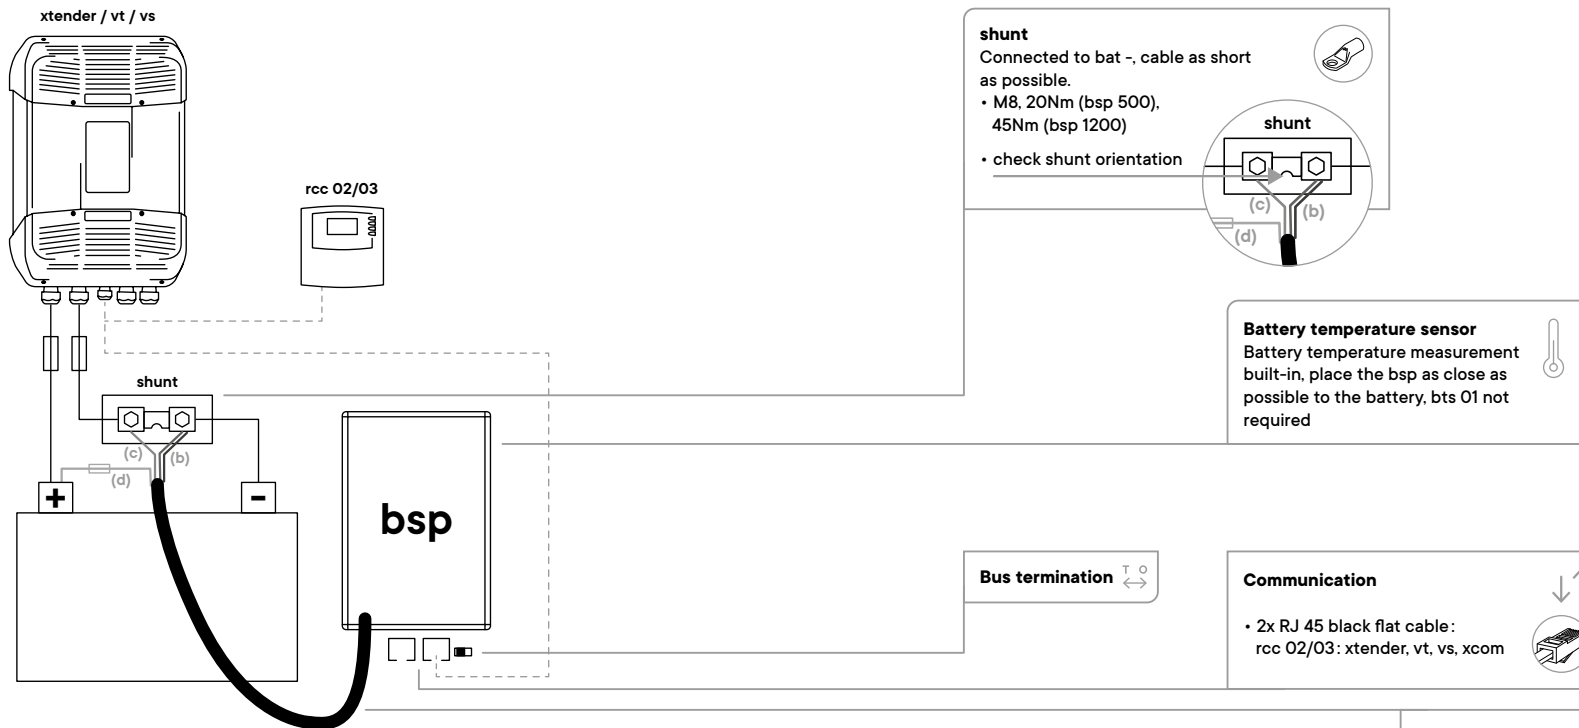 xtender / vt / vs
rcc 02/03
shunt
(c)
(b)
(d)
+
-
bsp
shunt
Connected to bat -, cable as short
as possible.
• M8, 20Nm (bsp 500),
45Nm (bsp 1200)
• check shunt orientation
shunt
(c)
(b)
(d)
Battery temperature sensor
Battery temperature measurement
built-in, place the bsp as close as
possible to the battery, bts 01 not
required
Bus termination
T O
Communication
• 2x RJ 45 black flat cable:
rcc 02/03: xtender, vt, vs, xcom